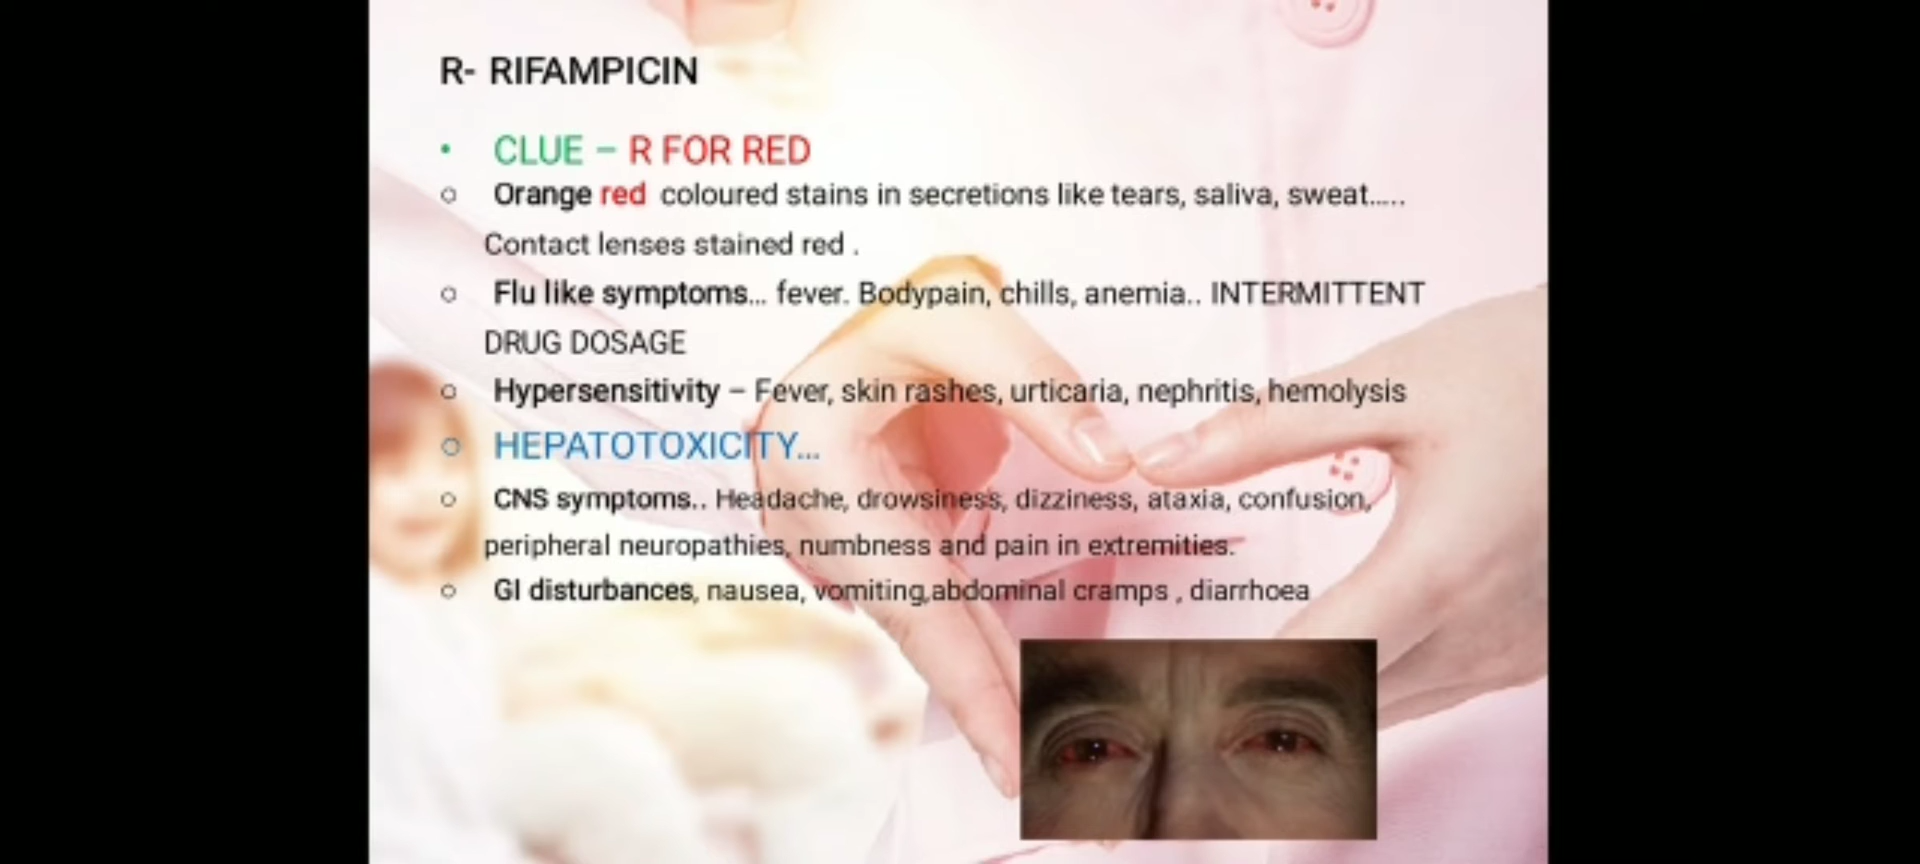 R- RIFAMPICIN
• CLUE – R FOR RED
○ Orange red coloured stains in secretions like tears, saliva, sweat.....
Contact lenses stained red .
○ Flu like symptoms... fever. Bodypain, chills, anemia.. INTERMITTENT
DRUG DOSAGE
○ Hypersensitivity – Fever, skin rashes, urticaria, nephritis, hemolysis
○ HEPATOTOXICITY...
○ CNS symptoms.. Headache, drowsiness, dizziness, ataxia, confusion,
peripheral neuropathies, numbness and pain in extremities.
○ GI disturbances, nausea, vomiting,abdominal cramps , diarrhoea